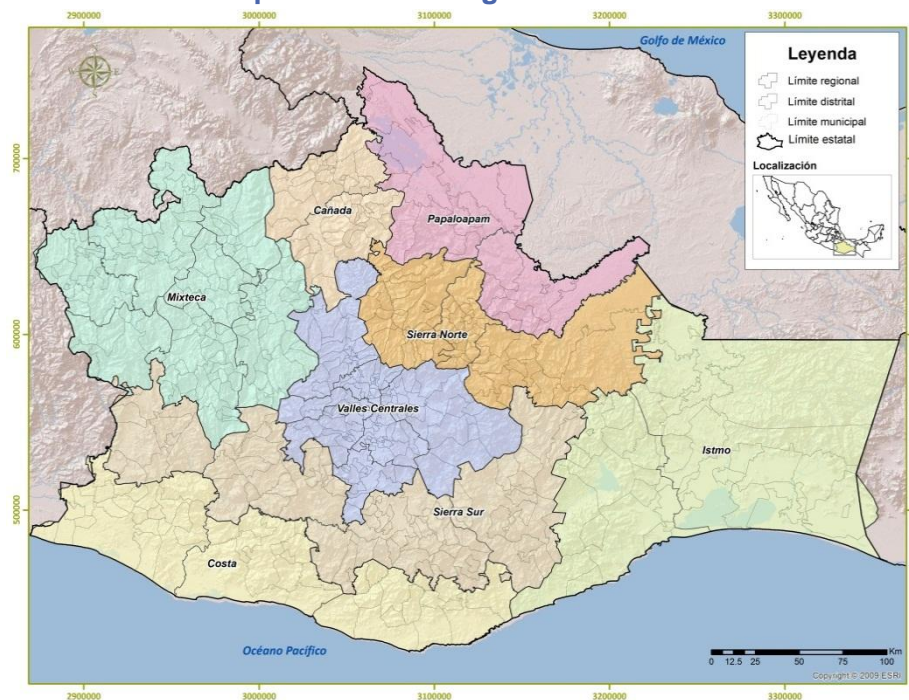 2900000 3000000 3100000 3200000 3300000
Golfo de México
Leyenda
Límite regional
Límite distrital
Límite municipal
Límite estatal
Localización
700000
600000
500000
Cañada
Papaloapam
Mixteca
Sierra Norte
Valles Centrales
Istmo
Sierra Sur
Costa
Océano Pacífico
Km
0 12.5 25 50 75 100
Copyright © 2009 ESRI
2900000 3000000 3100000 3200000 3300000